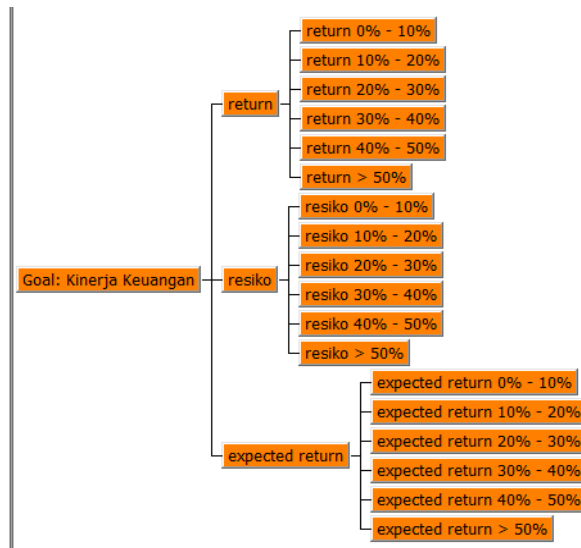 return 0% - 10%
return 10% - 20%
return 20% - 30%
return
return 30% - 40%
return 40% - 50%
return > 50%
resiko 0% - 10%
resiko 10% - 20%
resiko 20% - 30%
Goal: Kinerja Keuangan
resiko
resiko 30% - 40%
resiko 40% - 50%
resiko > 50%
expected return 0% - 10%
expected return 10% - 20%
expected return 20% - 30%
expected return
expected return 30% - 40%
expected return 40% - 50%
expected return > 50%